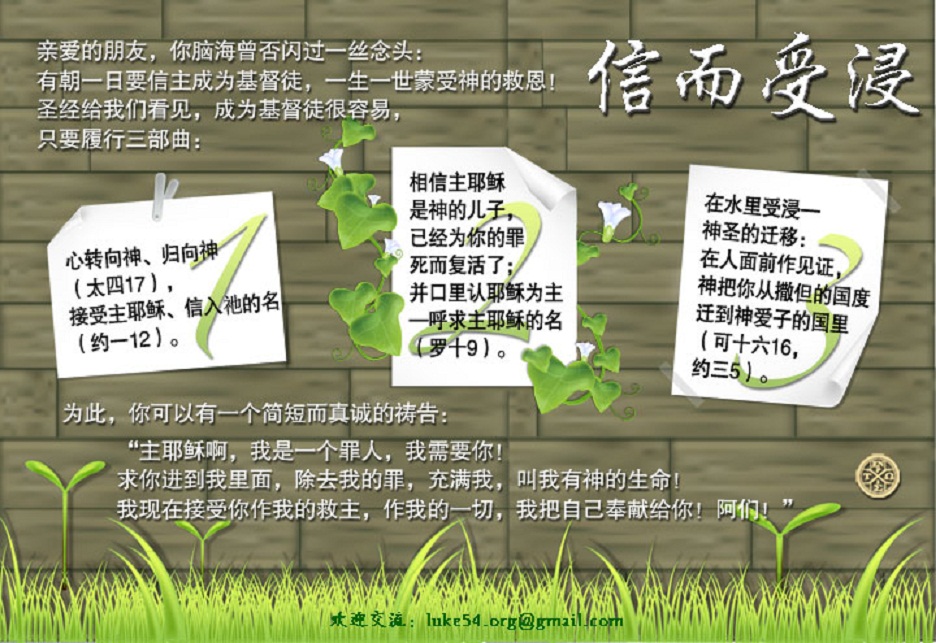 信而受浸
亲爱的朋友，你脑海曾否闪过一丝念头：
有朝一日要信主成为基督徒，一生一世蒙受神的救恩！
圣经给我们看见，成为基督徒很容易，
只要履行三部曲：
1
心转向神、归向神
（太四17），
接受主耶稣、信入祂的名
（约一12）。
2
相信主耶稣
是神的儿子，
已经为你的罪
死而复活了；
并口里认耶稣为主
—呼求主耶稣的名
（罗十9）。
3
在水里受浸—
神圣的迁移：
在人面前作见证，
神把你从撒但的国度
迁到神爱子的国里
（可十六16，
约三5）。
为此，你可以有一个简短而真诚的祷告：
“主耶稣啊，我是一个罪人，我需要你！
求你进到我里面，除去我的罪，充满我，叫我有神的生命！
我现在接受你作我的救主，作我的一切，我把自己奉献给你！阿们！”
欢迎交流：luke54.org@gmail.com